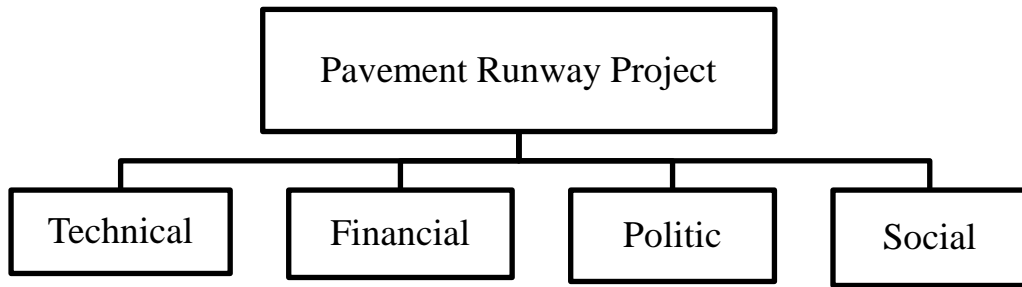 Pavement Runway Project
Technical
Financial
Politic
Social